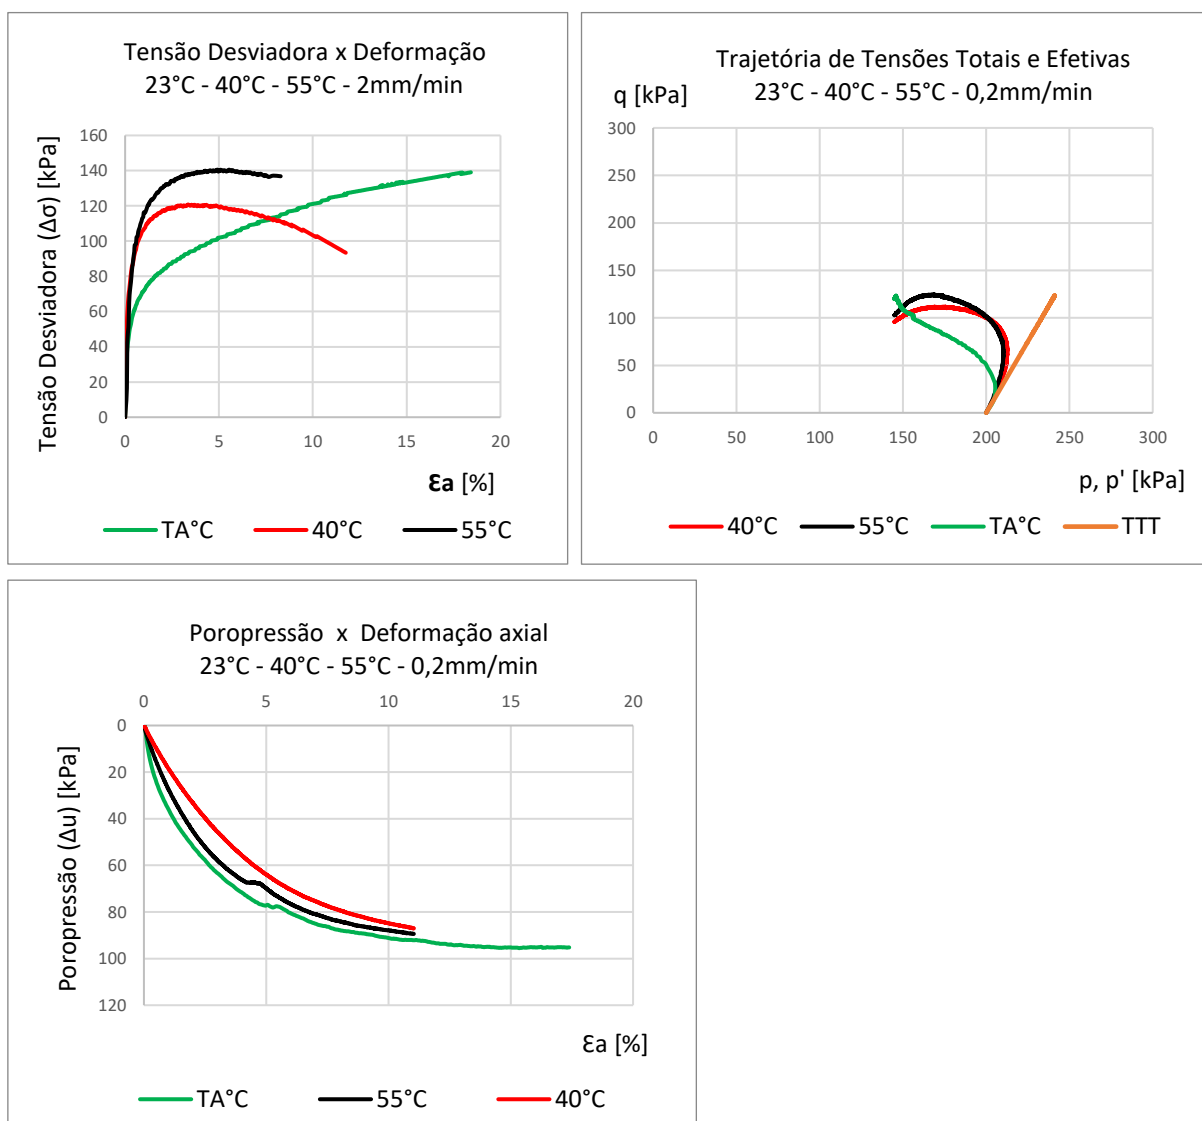 Tensão Desviadora x Deformação
23°C - 40°C - 55°C - 2mm/min
Tensão Desviadora (Δσ) [kPa]
160
140
120
100
80
60
40
20
0
0 5 10 15 20
Ɛa [%]
TA°C 40°C 55°C
Trajetória de Tensões Totais e Efetivas
23°C - 40°C - 55°C - 0,2mm/min
q [kPa]
300
250
200
150
100
50
0
0 50 100 150 200 250 300
p, p' [kPa]
40°C 55°C TA°C TTT
Poropressão x Deformação axial
23°C - 40°C - 55°C - 0,2mm/min
0 5 10 15 20
Poropressão (Δu) [kPa]
0
20
40
60
80
100
120
Ɛa [%]
TA°C 55°C 40°C